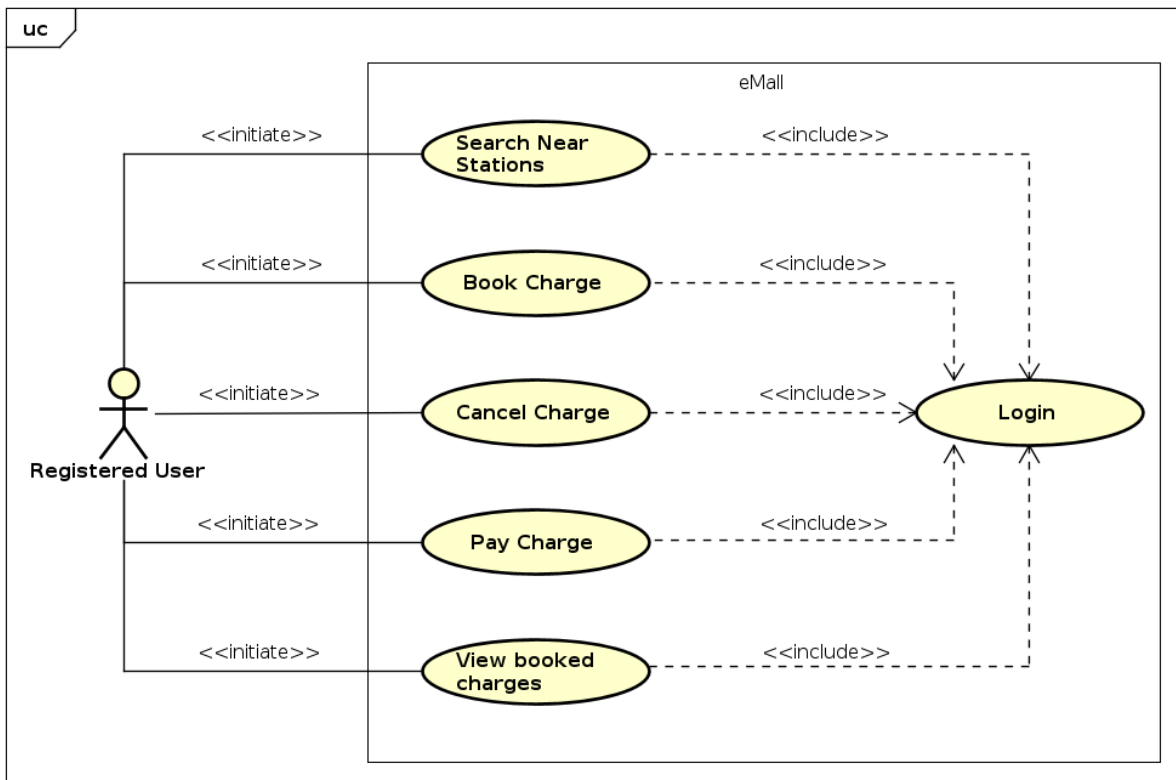 uc
eMall
<<initiate>>
<<include>>
Search Near
Stations
<<initiate>>
<<include>>
Book Charge
<<initiate>>
<<include>>
Cancel Charge
Login
Registered User
<<initiate>>
<<include>>
Pay Charge
<<initiate>>
<<include>>
View booked
charges